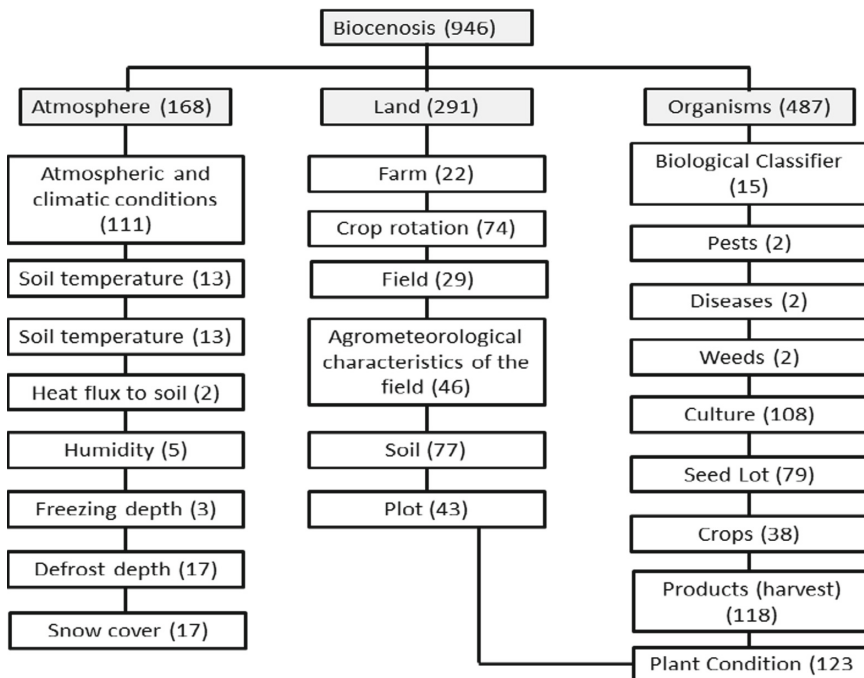 Biocenosis (946)
Atmosphere (168)
Land (291)
Organisms (487)
Atmospheric and
climatic conditions
(111)
Soil temperature (13)
Soil temperature (13)
Heat flux to soil (2)
Humidity (5)
Freezing depth (3)
Defrost depth (17)
Snow cover (17)
Farm (22)
Crop rotation (74)
Field (29)
Agrometeorological
characteristics of the
field (46)
Soil (77)
Plot (43)
Biological Classifier
(15)
Pests (2)
Diseases (2)
Weeds (2)
Culture (108)
Seed Lot (79)
Crops (38)
Products (harvest)
(118)
Plant Condition (123